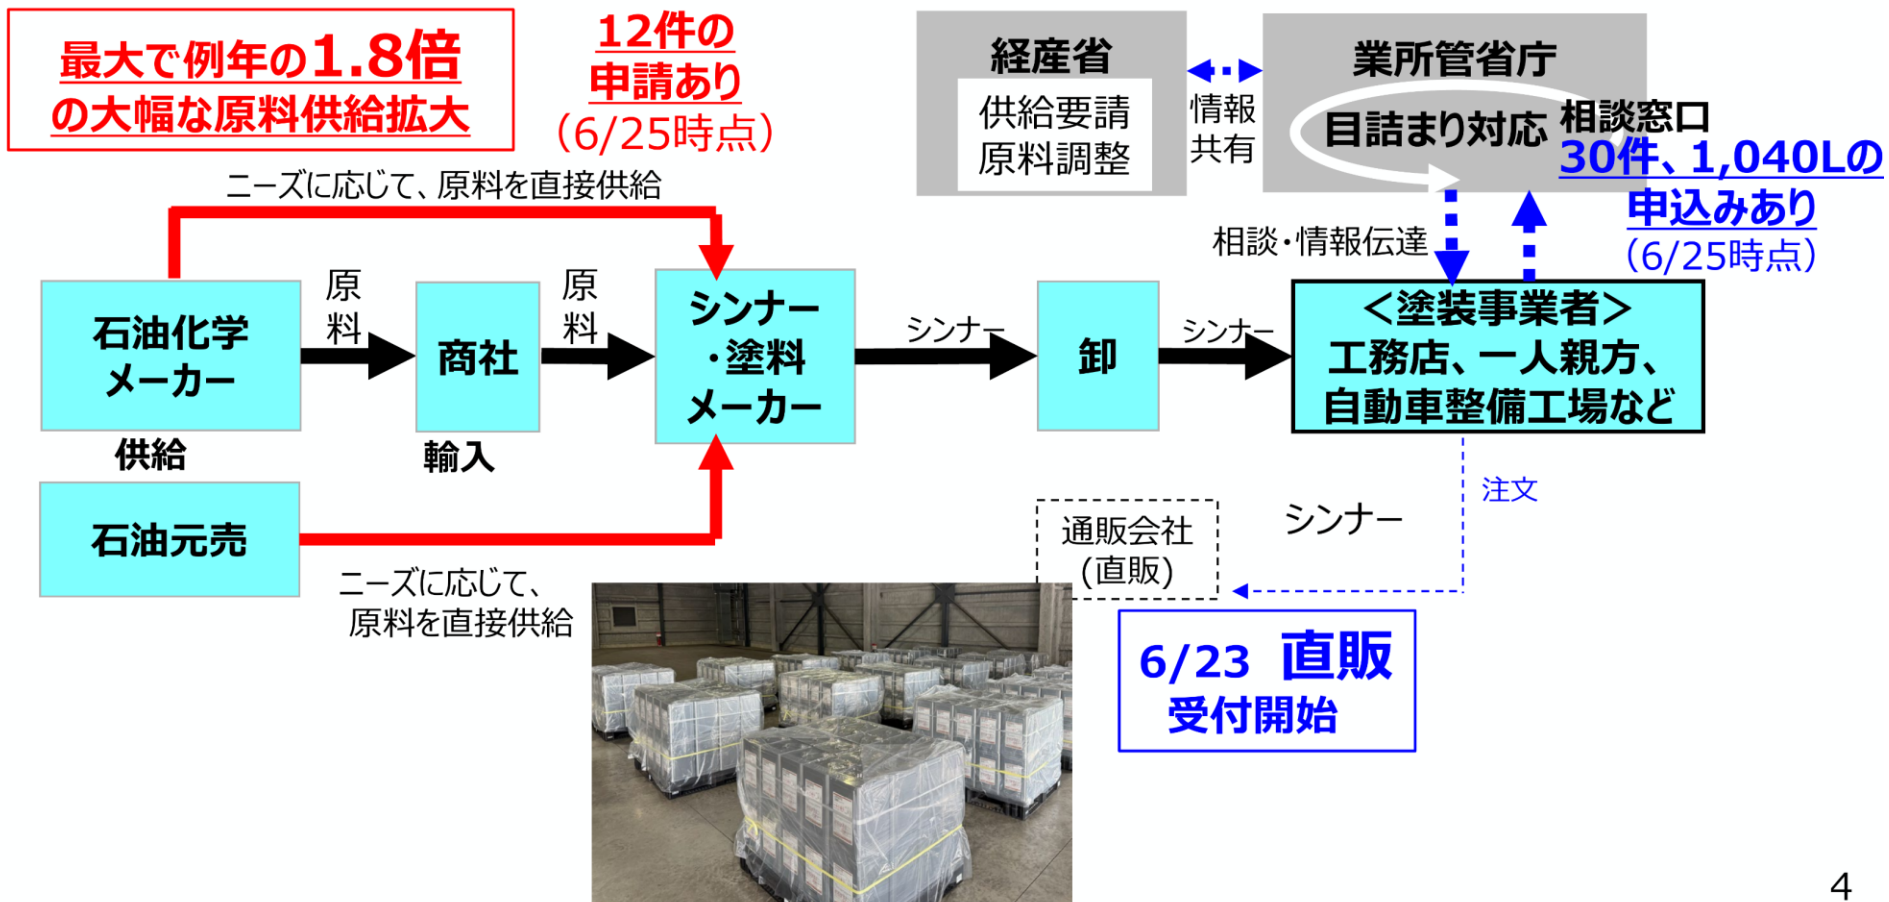 最大で例年の1.8倍
の大幅な原料供給拡大
12件の
申請あり
（6/25時点）
経産省
供給要請
原料調整
情報
共有
業所管省庁
目詰まり対応
相談窓口
30件、1,040Lの
申込みあり
（6/25時点）
ニーズに応じて、原料を直接供給
相談・情報伝達
石油化学
メーカー
原
料
商社
原
料
シンナー
・塗料
メーカー
シンナー
卸
シンナー
＜塗装事業者＞
工務店、一人親方、
自動車整備工場など
供給
輸入
石油元売
ニーズに応じて、
原料を直接供給
通販会社
(直販)
シンナー
注文
6/23 直販
受付開始
4